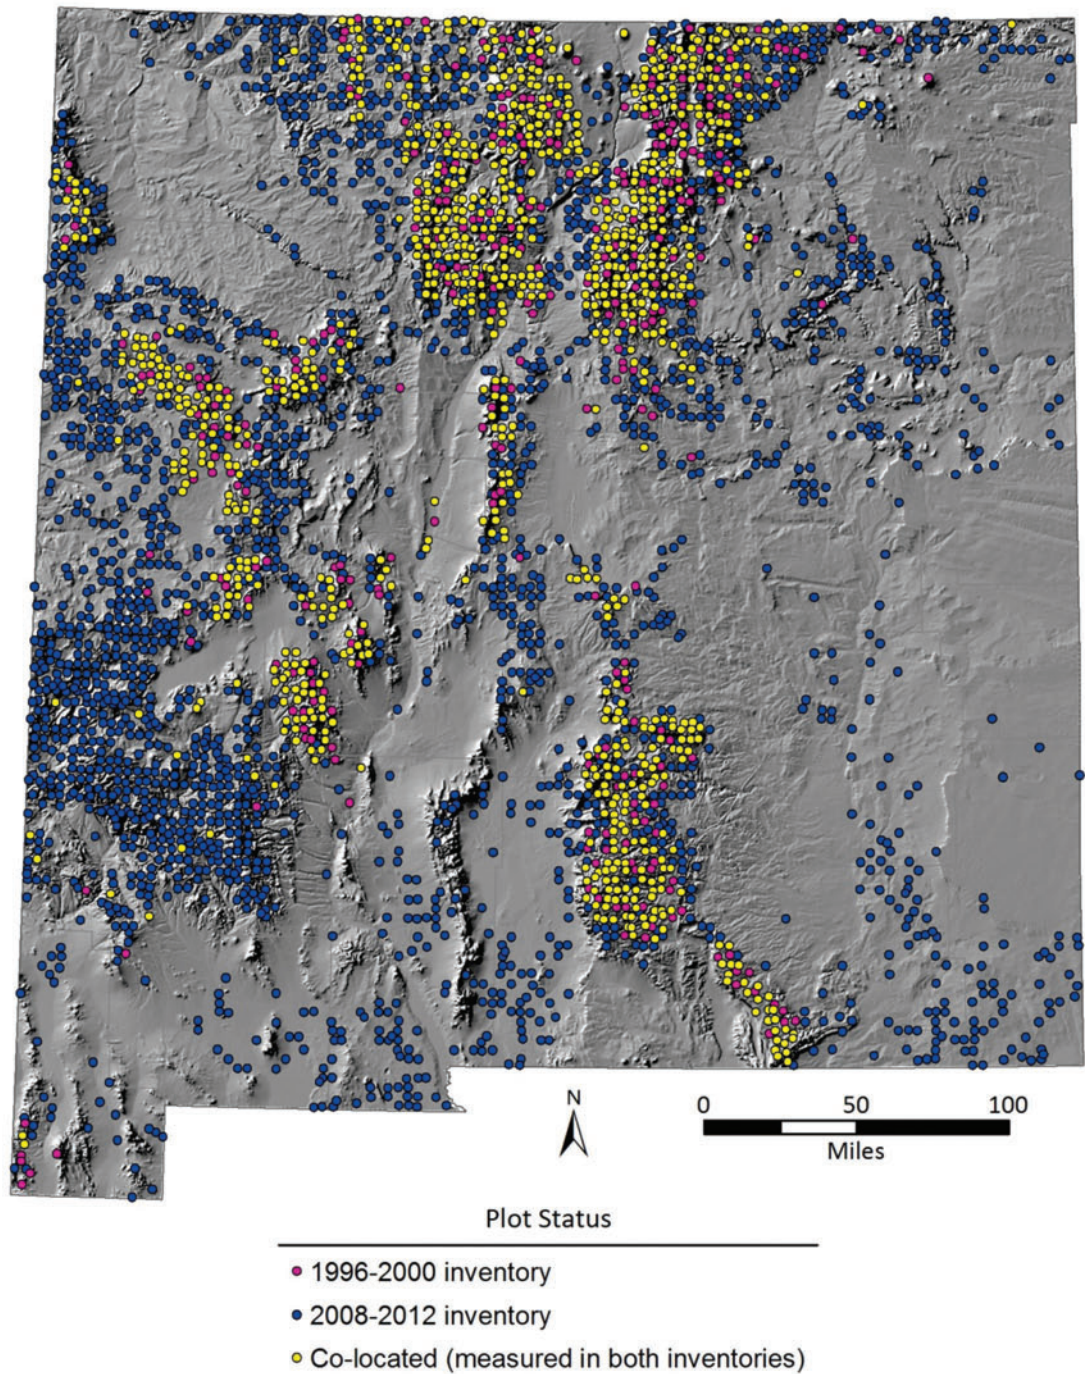 N
0 50 100
Miles
Plot Status
1996-2000 inventory
2008-2012 inventory
Co-located (measured in both inventories)